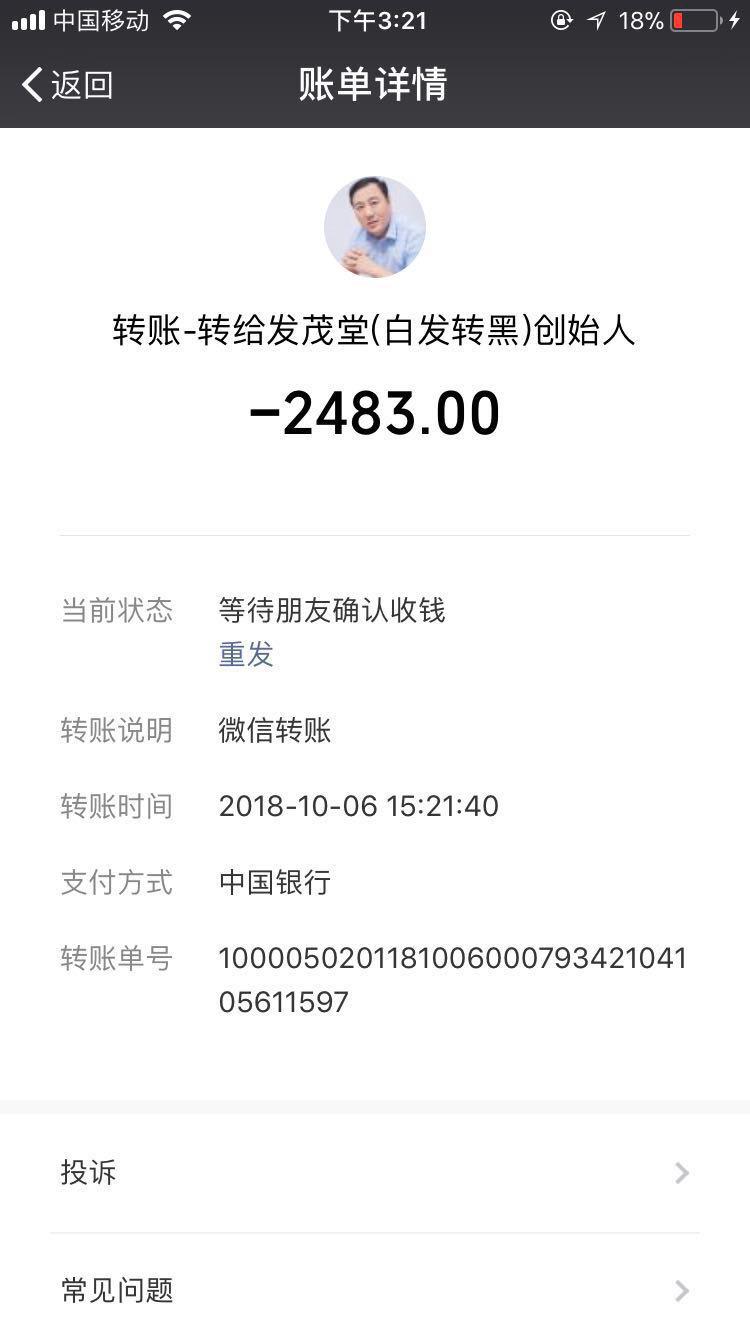 中国移动 下午3:21 18%
返回 账单详情
转账-转给发茂堂(白发转黑)创始人
-2483.00
当前状态 等待朋友确认收钱
重发
转账说明 微信转账
转账时间 2018-10-06 15:21:40
支付方式 中国银行
转账单号 1000050201181006000793421041
05611597
投诉
常见问题